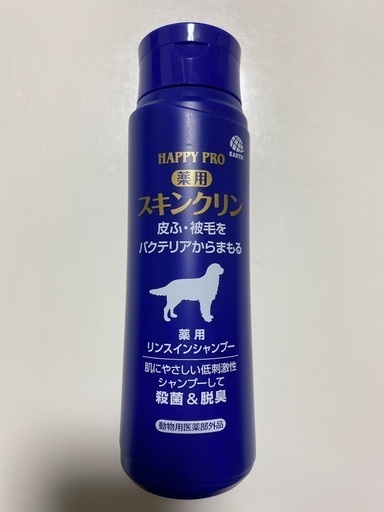 EARTH
HAPPY PRO
薬用
スキンクリン
皮ふ・被毛を
バクテリアからまもる
薬用
リンスインシャンプー
肌にやさしい低刺激性
シャンプーして
殺菌&脱臭
動物用医薬部外品